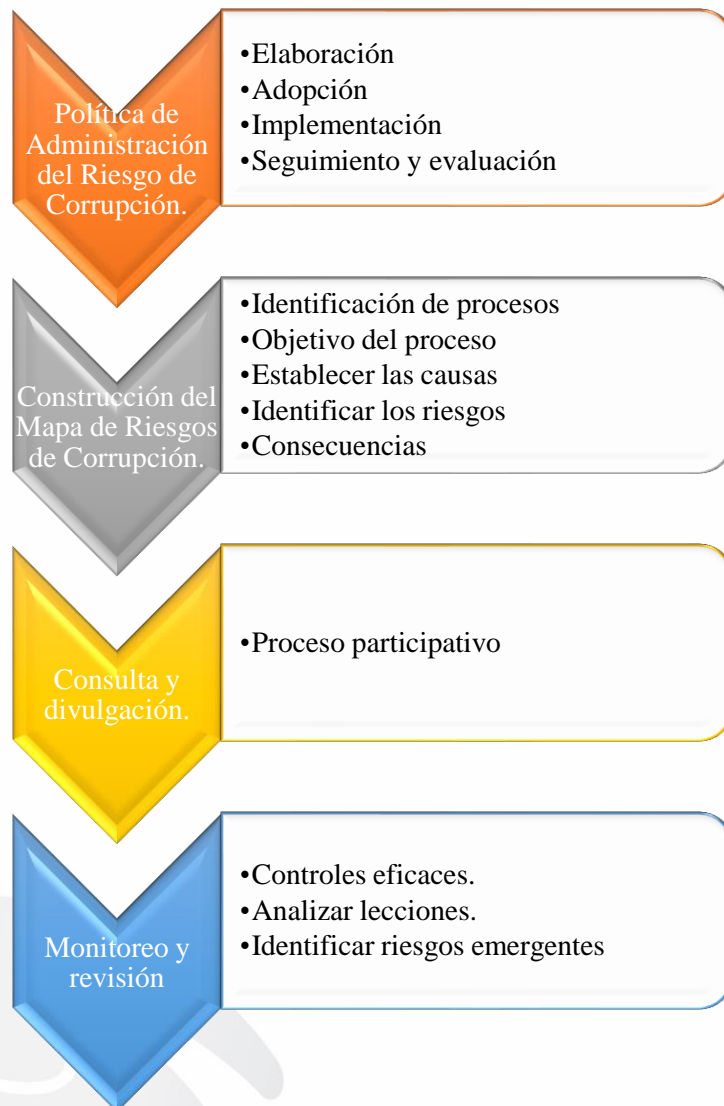 Política de
Administración
del Riesgo de
Corrupción.
•Elaboración
•Adopción
•Implementación
•Seguimiento y evaluación
Construcción del
Mapa de Riesgos
de Corrupción.
•Identificación de procesos
•Objetivo del proceso
•Establecer las causas
•Identificar los riesgos
•Consecuencias
Consulta y
divulgación.
•Proceso participativo
Monitoreo y
revisión
•Controles eficaces.
•Analizar lecciones.
•Identificar riesgos emergentes